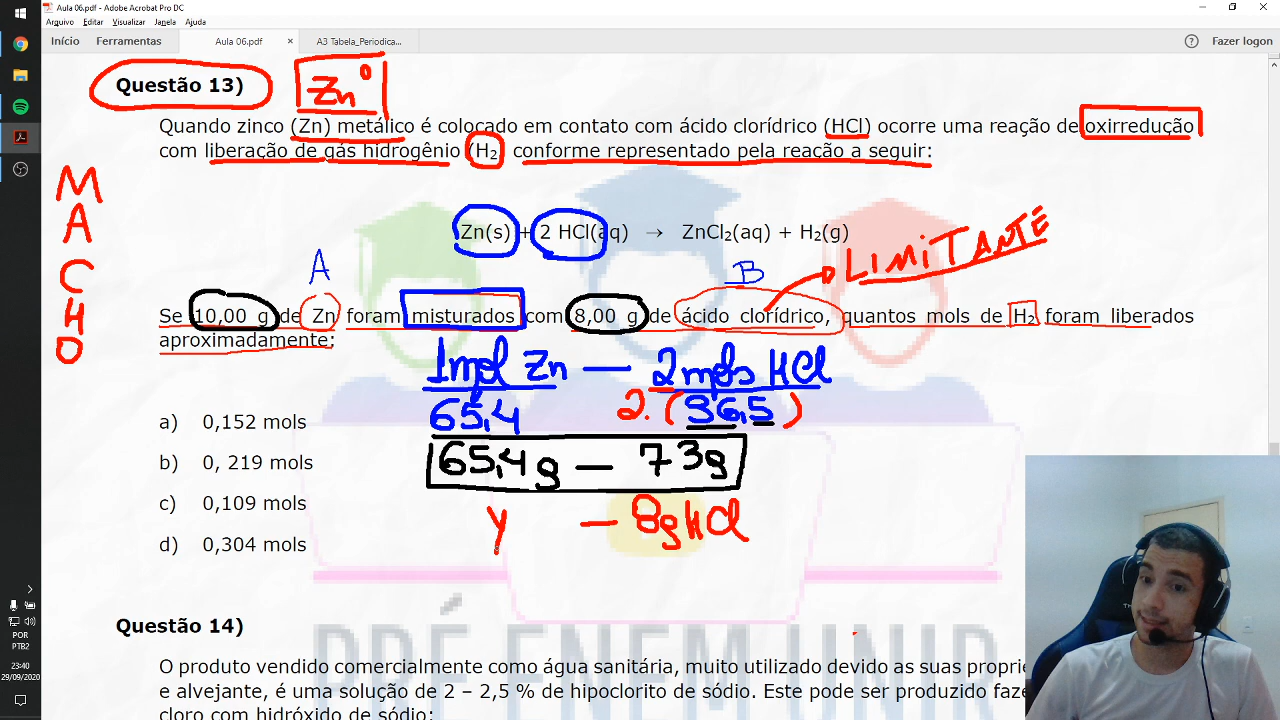 Aula 06.pdf - Adobe Acrobat Pro DC
Arquivo Editar Visualizar Janela Ajuda
Início Ferramentas Aula 06.pdf × A3 Tabela_Periodica... ? Fazer logon
Questão 13) Zn⁰
Quando zinco (Zn) metálico é colocado em contato com ácido clorídrico (HCl) ocorre uma reação de oxirredução
com liberação de gás hidrogênio (H₂ conforme representado pela reação a seguir:
MACHO
Zn(s) + 2 HCl(aq) → ZnCl₂(aq) + H₂(g)
A B LIMITANTE
Se 10,00 g de Zn foram misturados com 8,00 g de ácido clorídrico, quantos mols de H₂ foram liberados
aproximadamente:
1mol Zn — 2mols HCl
65,4 2.(36,5)
65,4g — 73g
y — 8gHCl
a) 0,152 mols
b) 0, 219 mols
c) 0,109 mols
d) 0,304 mols
Questão 14)
PRÉ ENEM UNIR
O produto vendido comercialmente como água sanitária, muito utilizado devido as suas proprie
e alvejante, é uma solução de 2 – 2,5 % de hipoclorito de sódio. Este pode ser produzido faze
cloro com hidróxido de sódio:
POR
PTB2
23:40
29/09/2020